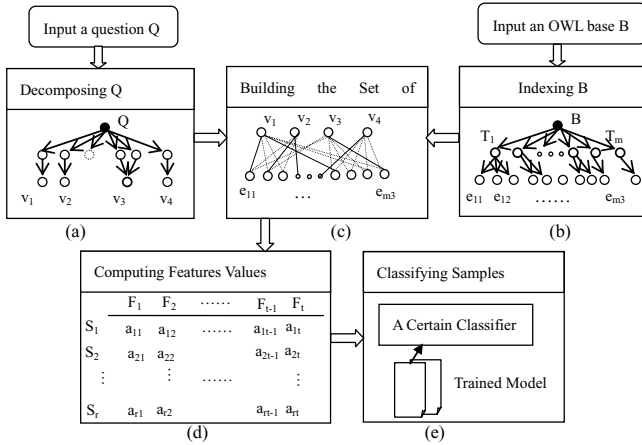 Input a question Q
Input an OWL base B
Decomposing Q
Building the Set of
Indexing B
Q
v1 v2 v3 v4
B
T1 Tm
v1 v2 v3 v4
e11 ... em3
e11 e12 ...... em3
(a)
(c)
(b)
Computing Features Values
Classifying Samples
F1 F2 ...... Ft-1 Ft
S1 a11 a12 ...... a1t-1 a1t
S2 a21 a22 a2t-1 a2t
⋮ ⋮ ...... ⋮
Sr ar1 ar2 art-1 art
A Certain Classifier
Trained Model
(d)
(e)